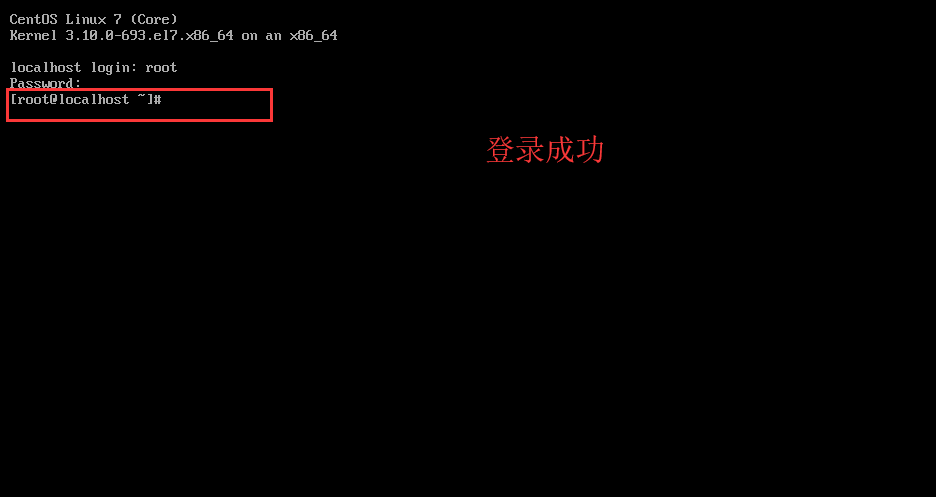 CentOS Linux 7 (Core)
Kernel 3.10.0-693.el7.x86_64 on an x86_64
localhost login: root
Password:
[root@localhost ~]#
登录成功